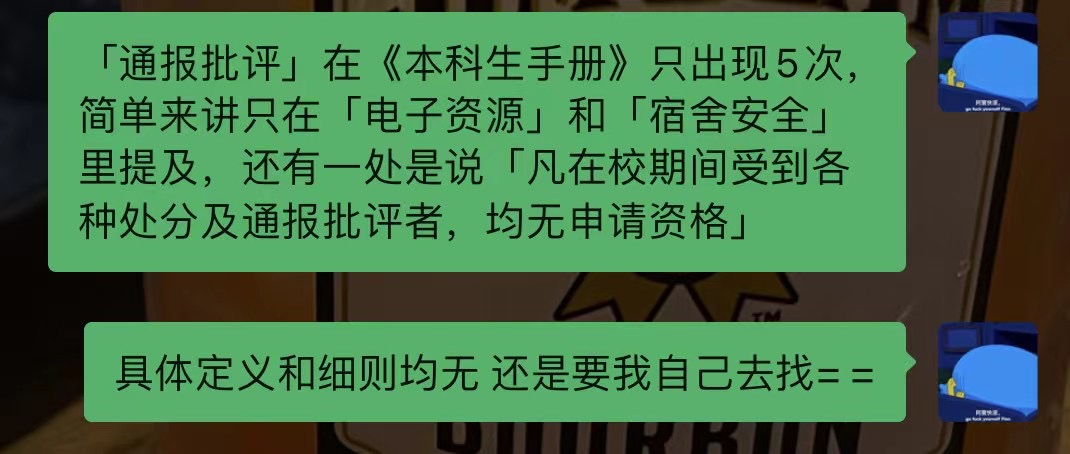 「通报批评」在《本科生手册》只出现5次，
简单来讲只在「电子资源」和「宿舍安全」
里提及，还有一处是说「凡在校期间受到各
种处分及通报批评者，均无申请资格」
TM
具体定义和细则均无 还是要我自己去找= =
BOURBON